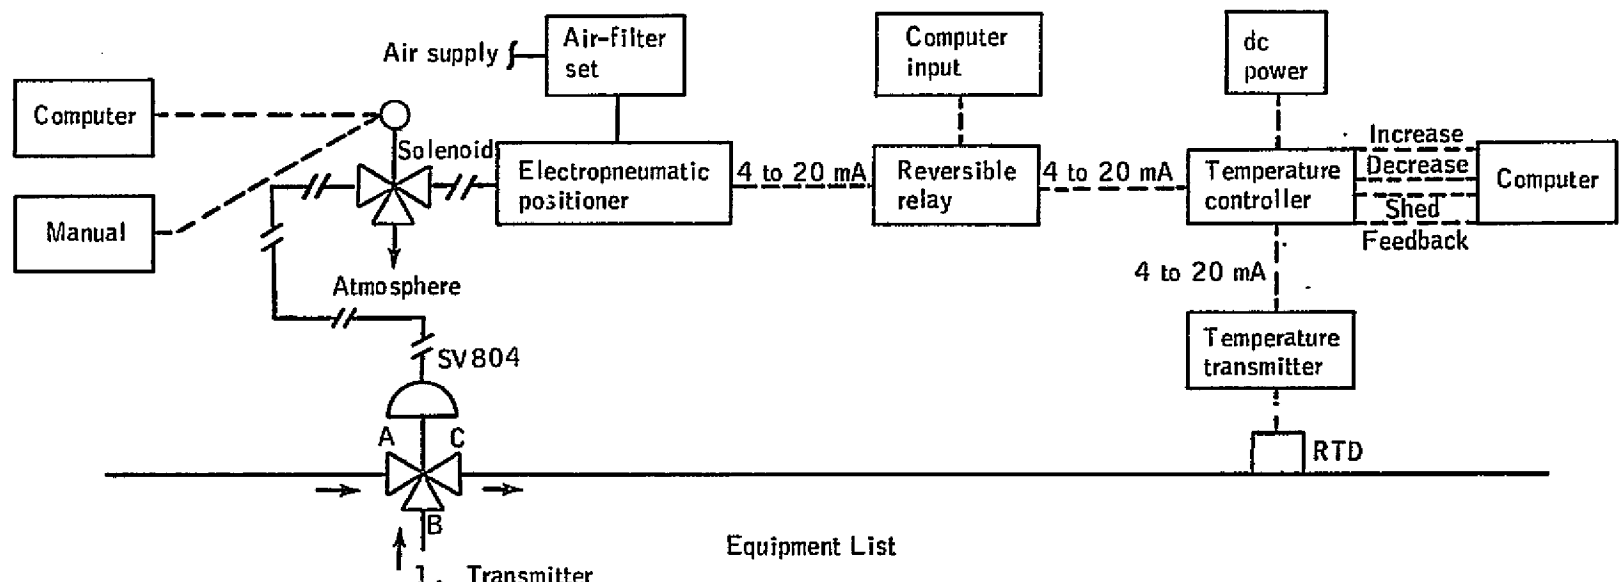 Air supply
Air-filter
set
Computer
input
dc
power
Computer
Solenoid
Electropneumatic
positioner
4 to 20 mA
Reversible
relay
4 to 20 mA
Temperature
controller
Increase
Decrease
Shed
Feedback
Computer
Manual
Atmosphere
4 to 20 mA
SV804
Temperature
transmitter
A
C
RTD
B
Equipment List
1. Transmitter